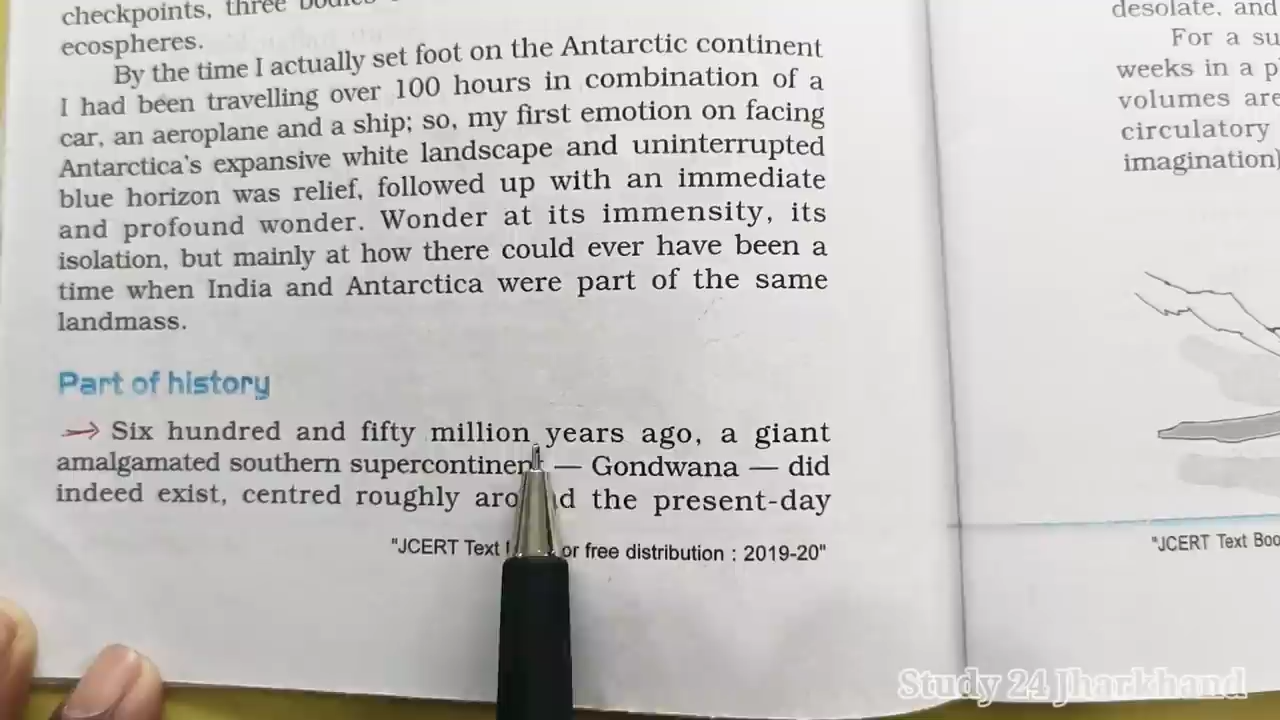 checkpoints, three bodies
ecospheres.
By the time I actually set foot on the Antarctic continent
I had been travelling over 100 hours in combination of a
car, an aeroplane and a ship; so, my first emotion on facing
Antarctica's expansive white landscape and uninterrupted
blue horizon was relief, followed up with an immediate
and profound wonder. Wonder at its immensity, its
isolation, but mainly at how there could ever have been a
time when India and Antarctica were part of the same
landmass.
Part of history
Six hundred and fifty million years ago, a giant
amalgamated southern supercontinent — Gondwana — did
indeed exist, centred roughly around the present-day
"JCERT Text or free distribution : 2019-20"
desolate, and
For a su
weeks in a p
volumes are
circulatory
imagination
"JCERT Text Boo
Study 24 Jharkhand